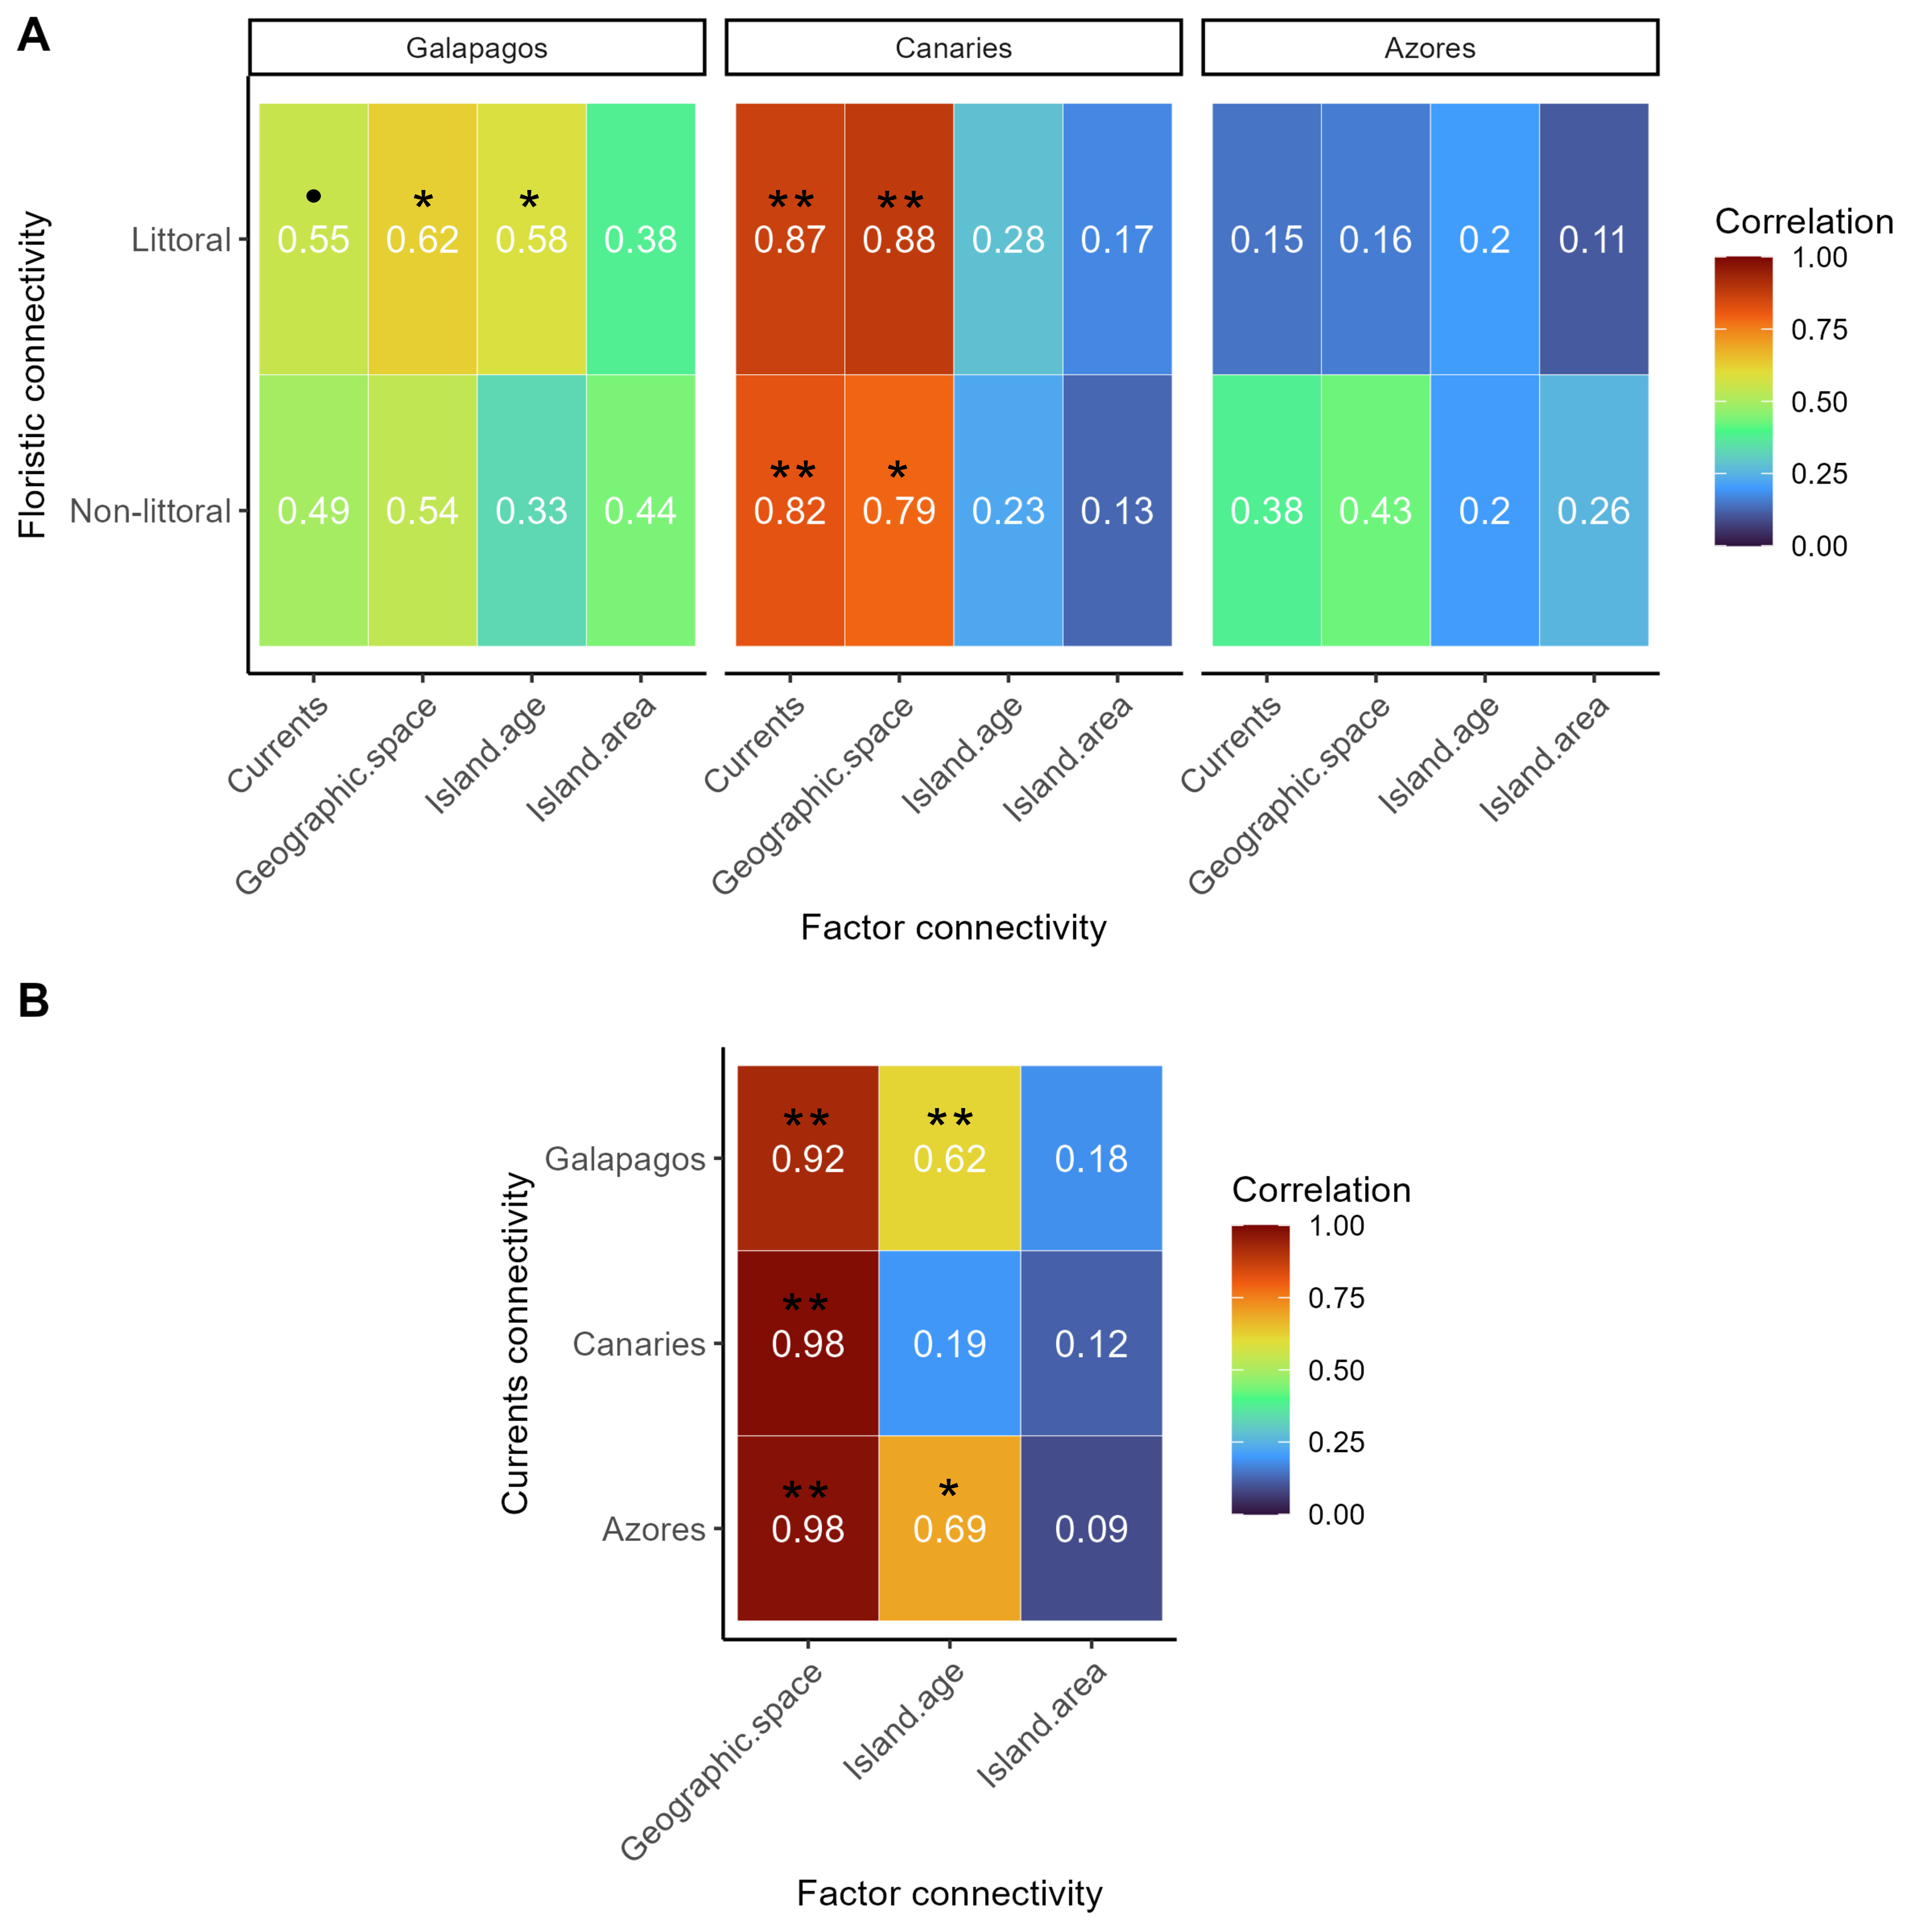 A
Galapagos
Canaries
Azores
Floristic connectivity
Littoral
• * * ** **
0.55 0.62 0.58 0.38 0.87 0.88 0.28 0.17 0.15 0.16 0.2 0.11
Non-littoral
** *
0.49 0.54 0.33 0.44 0.82 0.79 0.23 0.13 0.38 0.43 0.2 0.26
Currents
Geographic.space
Island.age
Island.area
Currents
Geographic.space
Island.age
Island.area
Currents
Geographic.space
Island.age
Island.area
Factor connectivity
Correlation
1.00
0.75
0.50
0.25
0.00
B
Currents connectivity
Galapagos
** **
0.92 0.62 0.18
Canaries
**
0.98 0.19 0.12
Azores
** *
0.98 0.69 0.09
Geographic.space
Island.age
Island.area
Factor connectivity
Correlation
1.00
0.75
0.50
0.25
0.00